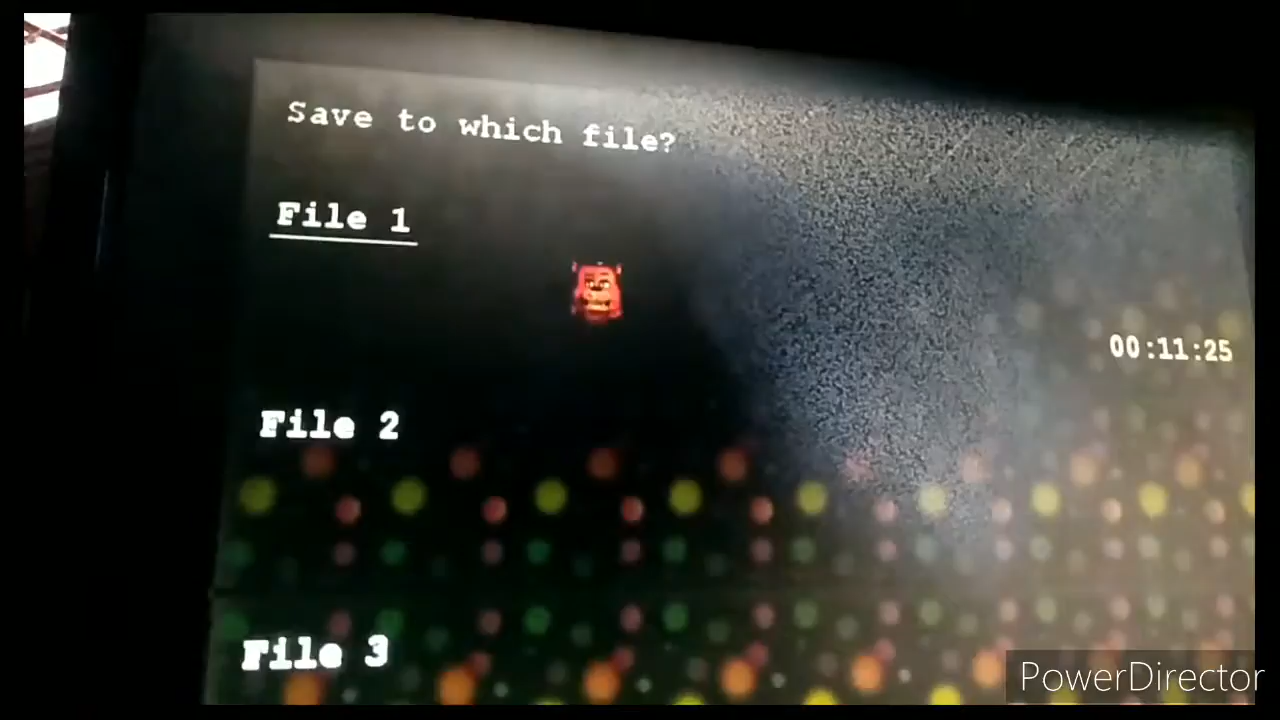 Save to which file?
File 1
00:11:25
File 2
File 3
PowerDirector